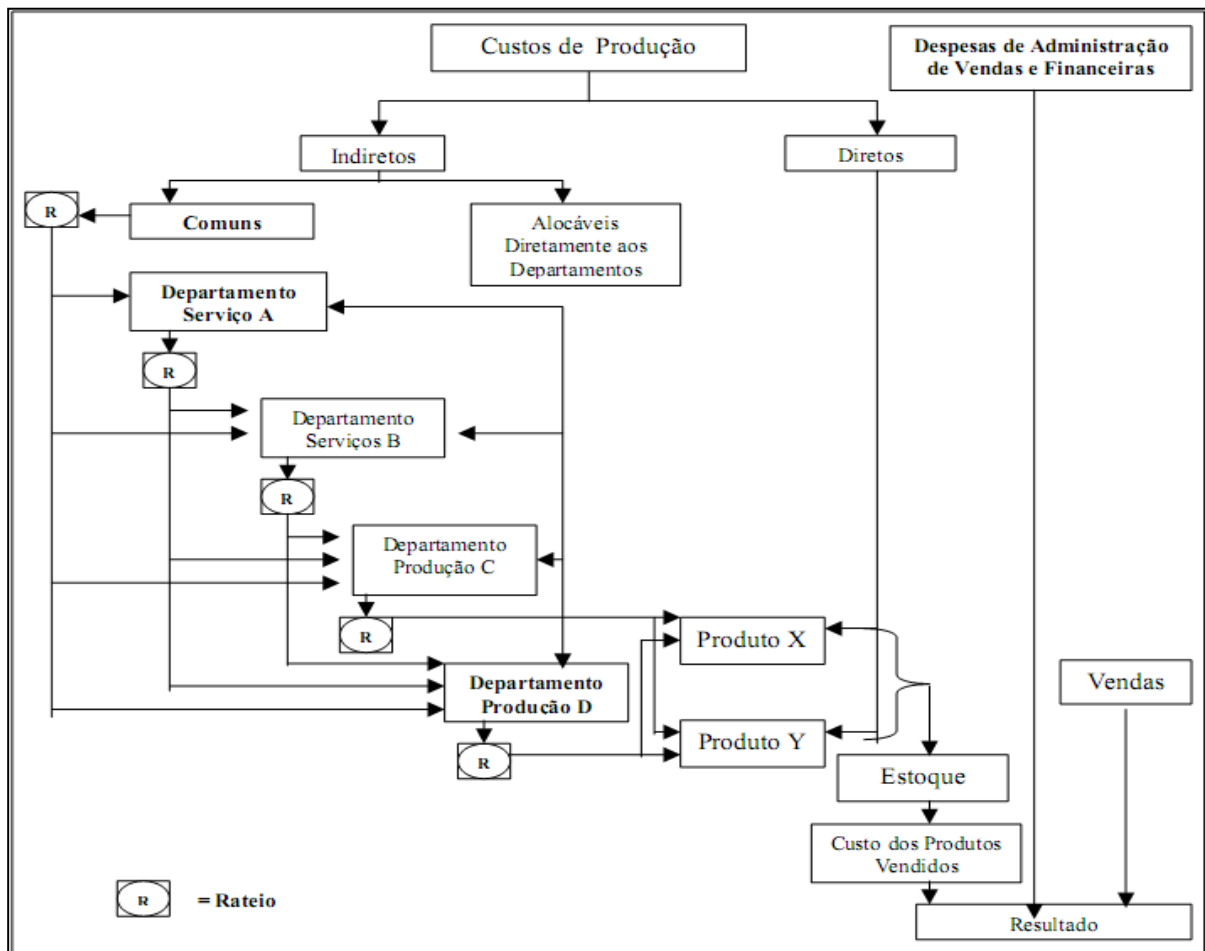 Custos de Produção
Despesas de Administração
de Vendas e Financeiras
Indiretos
Diretos
R
Comuns
Alocáveis
Diretamente aos
Departamentos
Departamento
Serviço A
R
Departamento
Serviços B
R
Departamento
Produção C
R
Produto X
Departamento
Produção D
Vendas
Produto Y
R
Estoque
Custo dos Produtos
Vendidos
R
= Rateio
Resultado